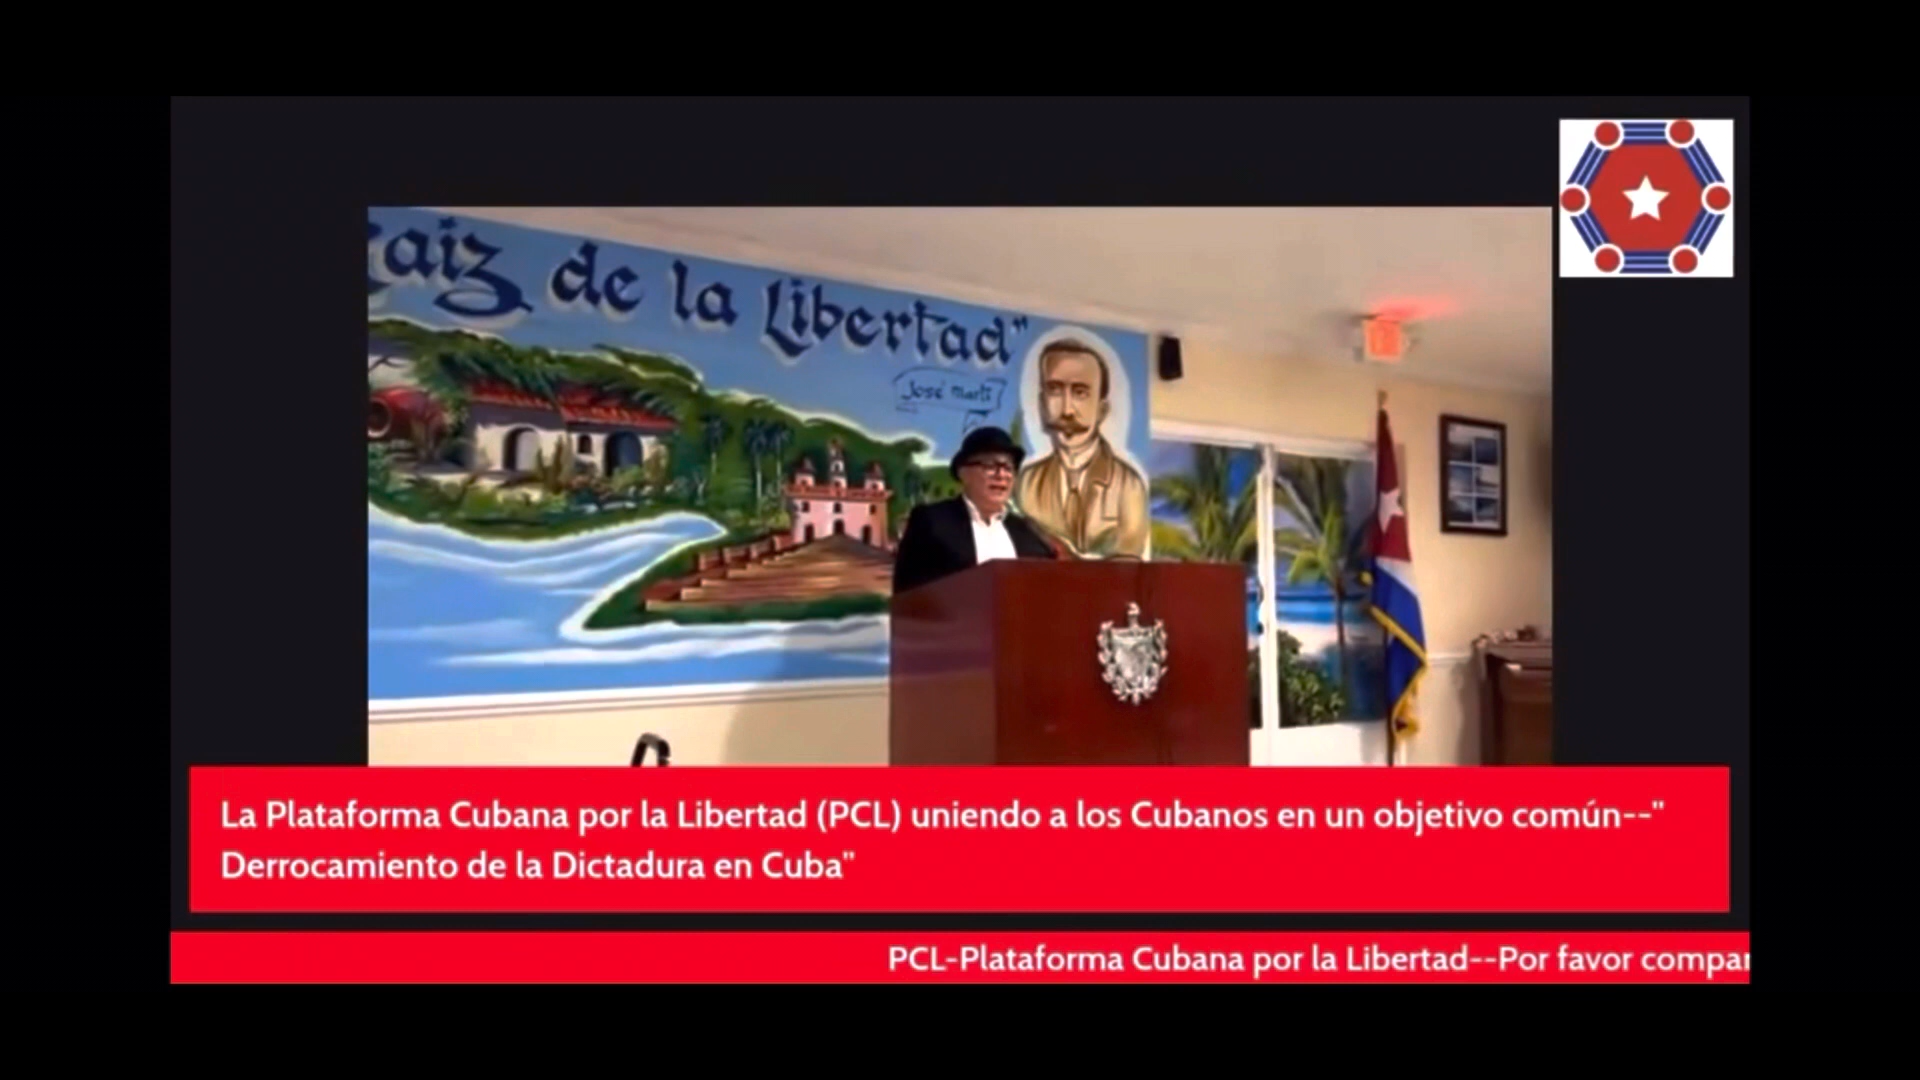 aiz de la Libertad"
José Martí
La Plataforma Cubana por la Libertad (PCL) uniendo a los Cubanos en un objetivo común--"
Derrocamiento de la Dictadura en Cuba"
PCL-Plataforma Cubana por la Libertad--Por favor compar